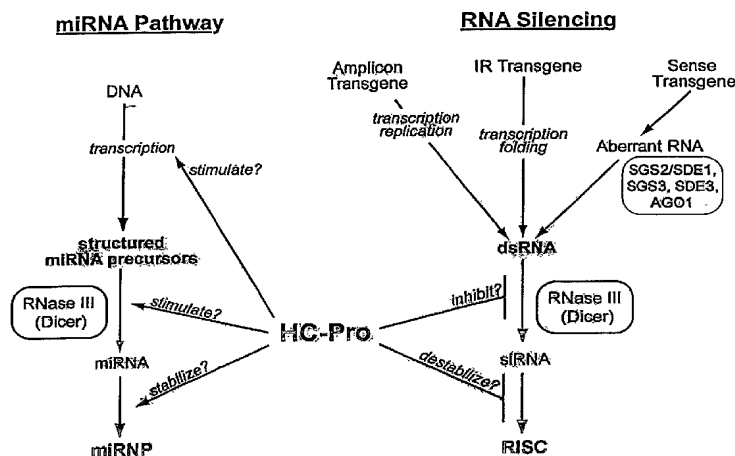 miRNA Pathway
DNA
transcription
stimulate?
structured
miRNA precursors
RNase III
(Dicer)
stimulate?
miRNA
stabilize?
miRNP
HC-Pro
RNA Silencing
Amplicon
Transgene
IR Transgene
Sense
Transgene
transcription
replication
transcription
folding
Aberrant RNA
SGS2/SDE1,
SGS3, SDE3,
AGO1
dsRNA
inhibit?
RNase III
(Dicer)
siRNA
destabilize?
RISC